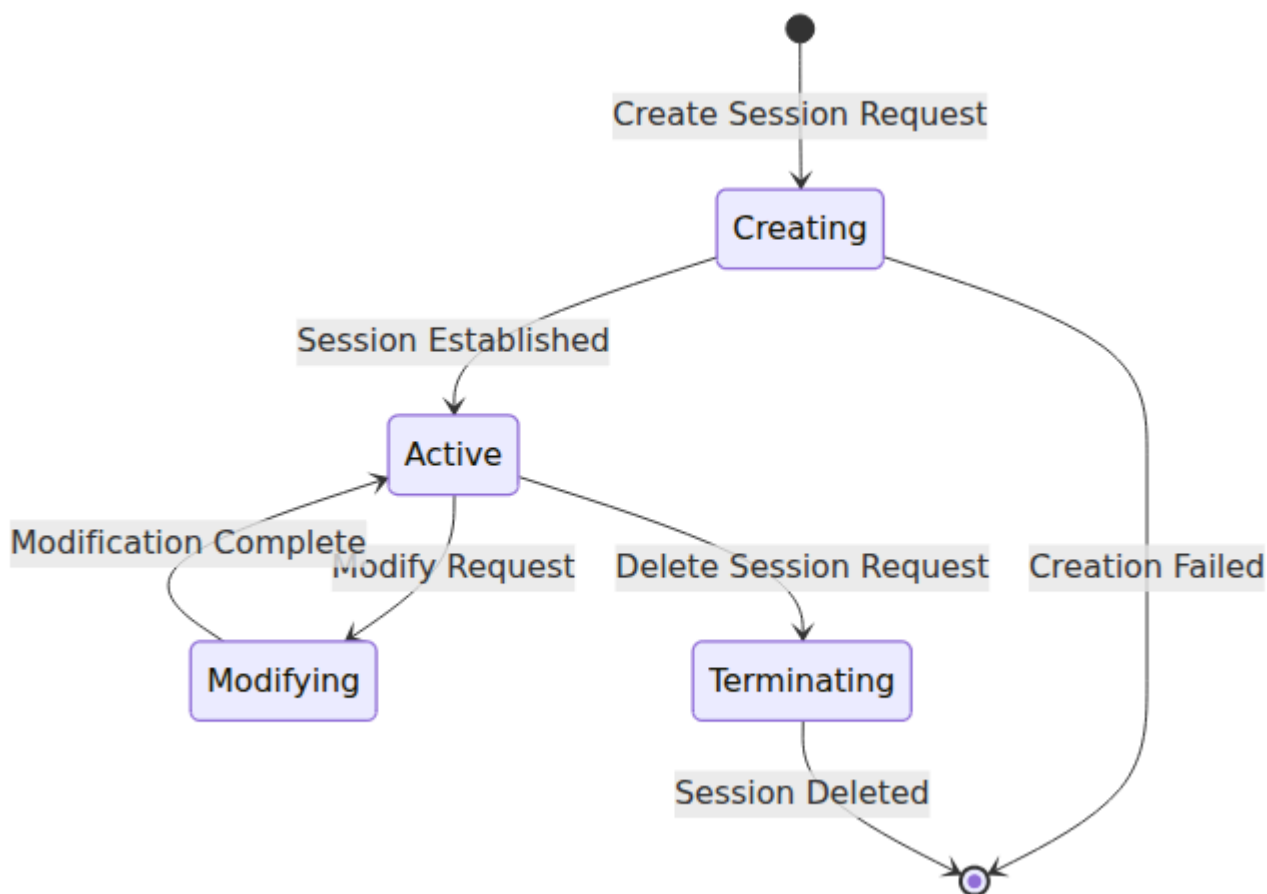 Create Session Request
Creating
Session Established
Active
Modification Complete
Modify Request
Delete Session Request
Creation Failed
Modifying
Terminating
Session Deleted